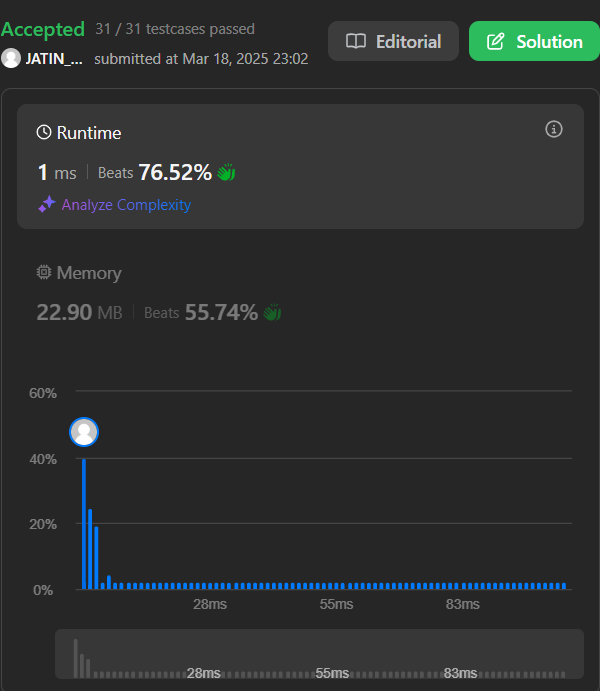 Accepted 31 / 31 testcases passed
JATIN_... submitted at Mar 18, 2025 23:02
Editorial
Solution
Runtime
1 ms Beats 76.52%
Analyze Complexity
Memory
22.90 MB Beats 55.74%
60%
40%
20%
0%
28ms 55ms 83ms
28ms 55ms 83ms